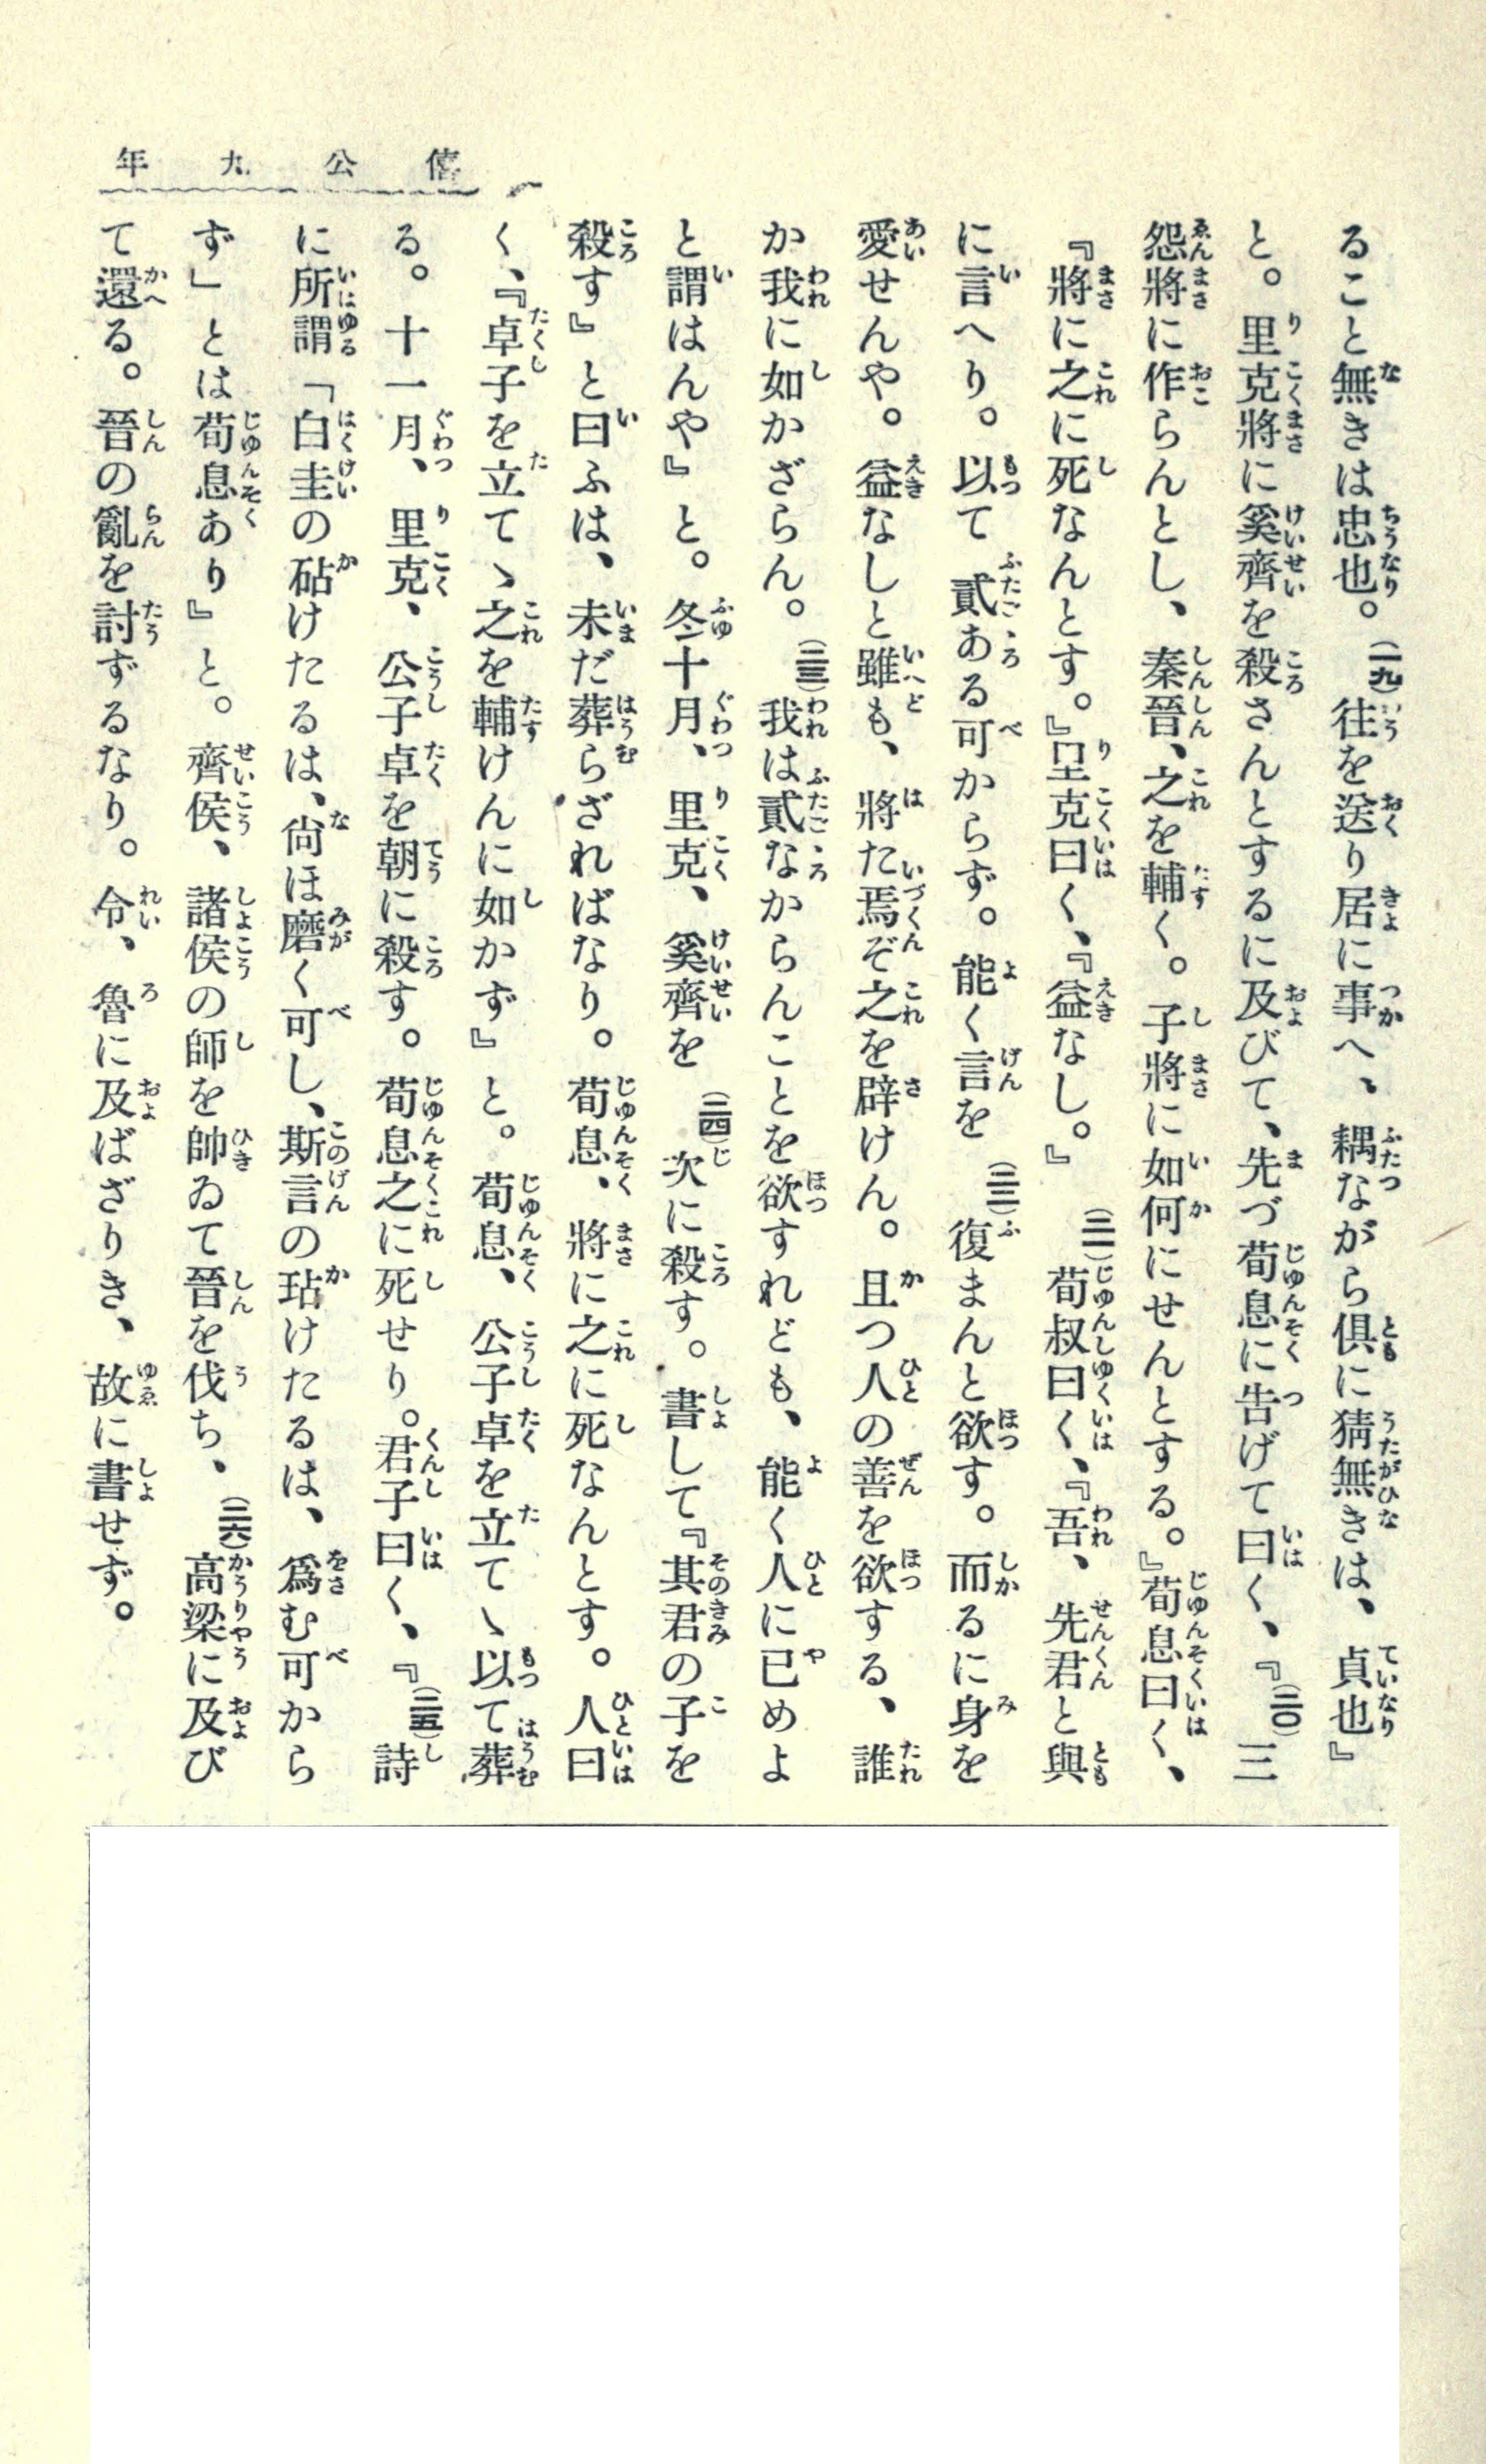 僖公九年
ること無きは忠也。(一九)往を送り居に事へ、耦ながら俱に猜無きは、貞也』
と。里克將に奚齊を殺さんとするに及びて、先づ荀息に告げて曰く、『(二〇)三
怨將に作らんとし、秦晉、之を輔く。子將に如何にせんとする。』荀息曰く、
『將に之に死なんとす。』里克曰く、『益なし。』(二一)荀叔曰く、『吾、先君と與
に言へり。以て貳ある可からず。能く言を(二二)復まんと欲す。而るに身を
愛せんや。益なしと雖も、將た焉ぞ之を辟けん。且つ人の善を欲する、誰
か我に如かざらん。(二三)我は貳なからんことを欲すれども、能く人に已めよ
と謂はんや』と。冬十月、里克、奚齊を(二四)次に殺す。書して『其君の子を
殺す』と曰ふは、未だ葬らざればなり。荀息、將に之に死なんとす。人曰
く、『卓子を立てゝ之を輔けんに如かず』と。荀息、公子卓を立てゝ以て葬
る。十一月、里克、公子卓を朝に殺す。荀息之に死せり。君子曰く、『(二五)詩
に所謂「白圭の砧けたるは、尙ほ磨く可し、斯言の玷けたるは、爲む可から
ず」とは荀息あり』と。齊侯、諸侯の師を帥ゐて晉を伐ち、(二六)高梁に及び
て還る。晉の亂を討ずるなり。令、魯に及ばざりき、故に書せず。